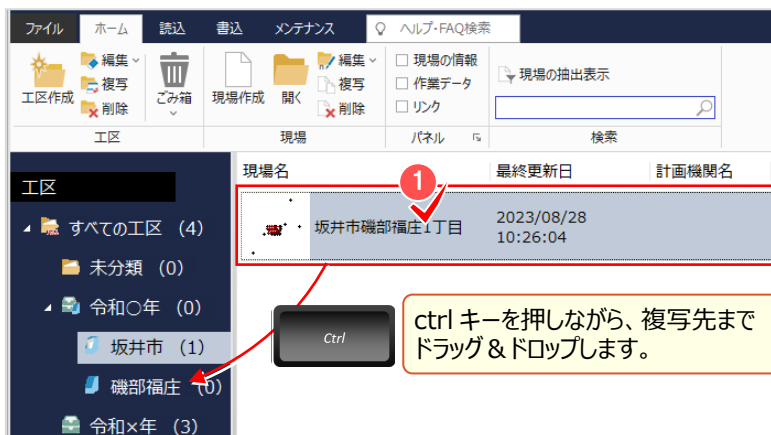 ファイル ホーム 読込 書込 メンテナンス ヘルプ・FAQ検索
工区作成 編集 複写 削除 ごみ箱
工区
現場作成 開く 編集 複写 削除
現場
現場の情報
作業データ
リンク
パネル
現場の抽出表示
検索
工区
すべての工区 (4)
未分類 (0)
令和○年 (0)
坂井市 (1)
磯部福庄 (0)
令和×年 (3)
現場名 最終更新日 計画機関名
1
坂井市磯部福庄1丁目 2023/08/28
10:26:04
Ctrl
ctrl キーを押しながら、複写先まで
ドラッグ＆ドロップします。